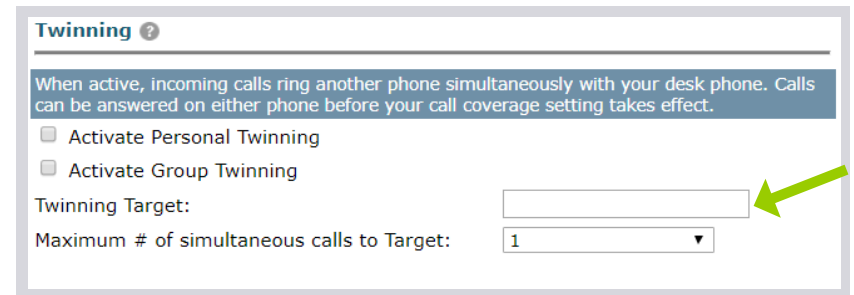 Twinning ?
When active, incoming calls ring another phone simultaneously with your desk phone. Calls
can be answered on either phone before your call coverage setting takes effect.
Activate Personal Twinning
Activate Group Twinning
Twinning Target:
Maximum # of simultaneous calls to Target: 1